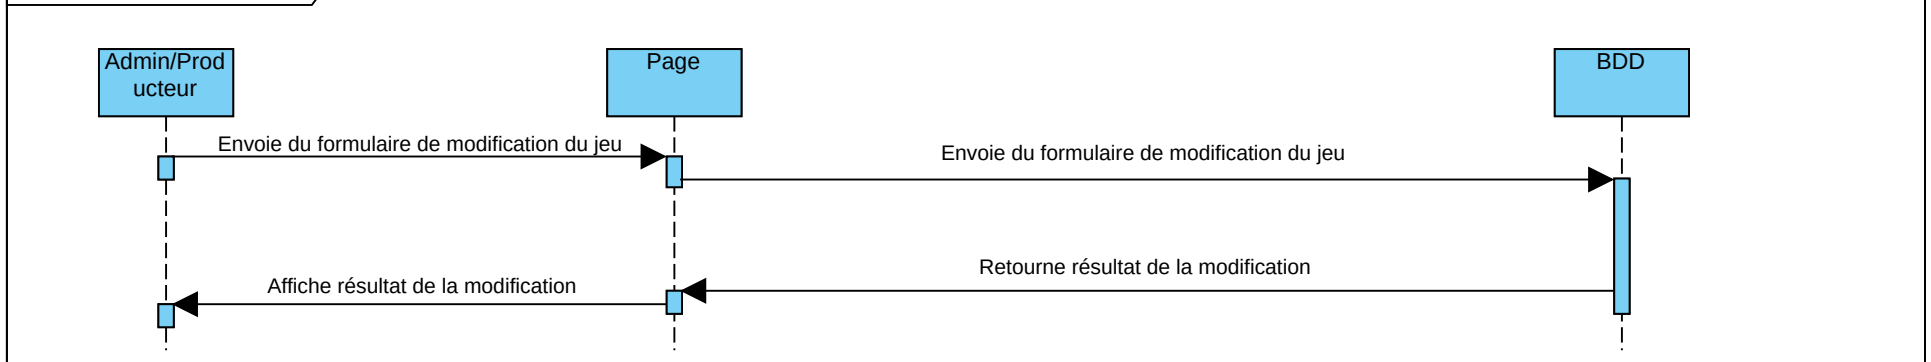 Admin/Prod
ucteur
Page
BDD
Envoie du formulaire de modification du jeu
Envoie du formulaire de modification du jeu
Retourne résultat de la modification
Affiche résultat de la modification